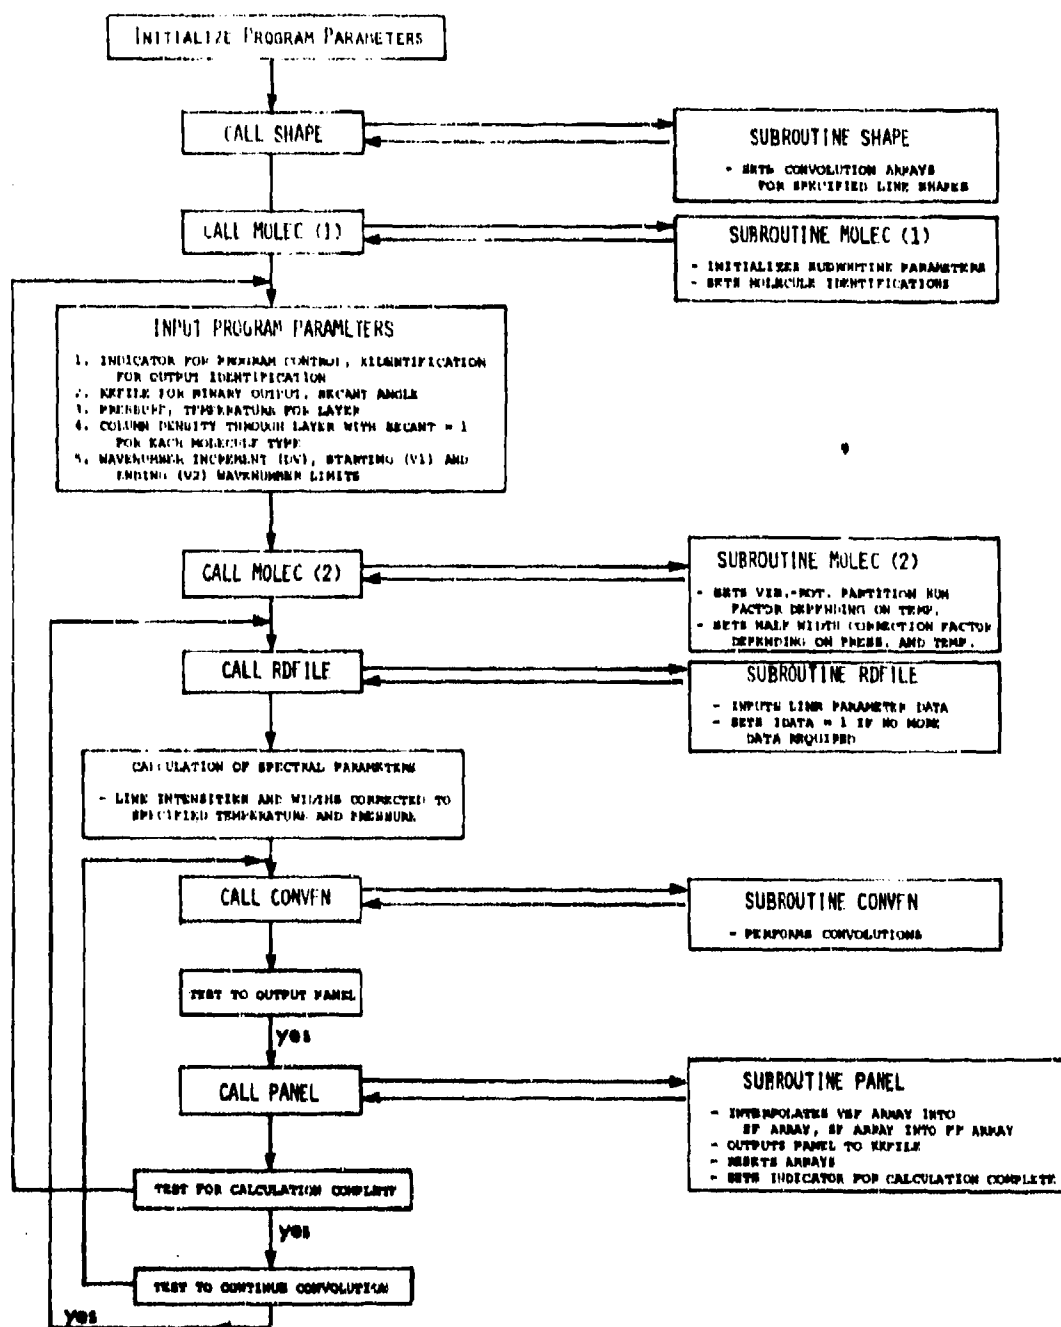 INITIALIZE PROGRAM PARAMETERS
CALL SHAPE
SUBROUTINE SHAPE
- SETS CONVOLUTION ARRAYS
FOR SPECIFIED LINE SHAPES
CALL MOLEC (1)
SUBROUTINE MOLEC (1)
- INITIALIZES SUBROUTINE PARAMETERS
- SETS MOLECULE IDENTIFICATIONS
INPUT PROGRAM PARAMETERS
1. INDICATOR FOR PROGRAM CONTROL,
FOR OUTPUT IDENTIFICATION
2. KEFILE FOR BINARY OUTPUT, SECANT ANGLE
3. PRESSURE, TEMPERATURE FOR LAYER
4. COLUMN DENSITY THROUGH LAYER WITH SECANT = 1
FOR EACH MOLECULE TYPE
5. WAVENUMBER INCREMENT (DV), STARTING (V1) AND
ENDING (V2) WAVENUMBER LIMITS
CALL MOLEC (2)
SUBROUTINE MOLEC (2)
- SETS VIB.-ROT. PARTITION SUM
FACTOR DEPENDING ON TEMP.
- SETS HALF WIDTH CORRECTION FACTOR
DEPENDING ON PRESS. AND TEMP.
CALL RDFILE
SUBROUTINE RDFILE
- INPUTS LINE PARAMETER DATA
- SETS IDATA = 1 IF NO MORE
DATA REQUIRED
CALCULATION OF SPECTRAL PARAMETERS
- LINE INTENSITIES AND WIDTHS CORRECTED TO
SPECIFIED TEMPERATURE AND PRESSURE
CALL CONVFN
SUBROUTINE CONVFN
- PERFORMS CONVOLUTIONS
TEST TO OUTPUT PANEL
yes
CALL PANEL
SUBROUTINE PANEL
- INTERPOLATES VSF ARRAY INTO
SF ARRAY, SF ARRAY INTO FF ARRAY
- OUTPUTS PANEL TO KEFILE
- RESETS ARRAYS
- SETS INDICATOR FOR CALCULATION COMPLETE
TEST FOR CALCULATION COMPLETE
yes
TEST TO CONTINUE CONVOLUTION
yes